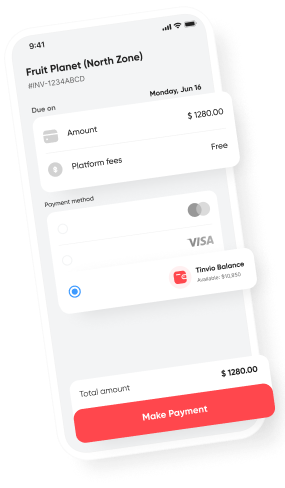 9:41
Fruit Planet (North Zone)
#INV-1234ABCD
Due on Monday, Jun 16
Amount $ 1280.00
Platform fees Free
Payment method
VISA
Tinvio Balance
Available: $10,950
Total amount $ 1280.00
Make Payment